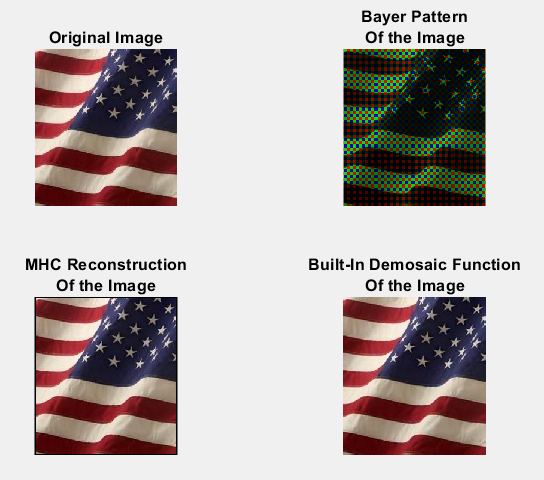 Original Image
Bayer Pattern
Of the Image
MHC Reconstruction
Of the Image
Built-In Demosaic Function
Of the Image